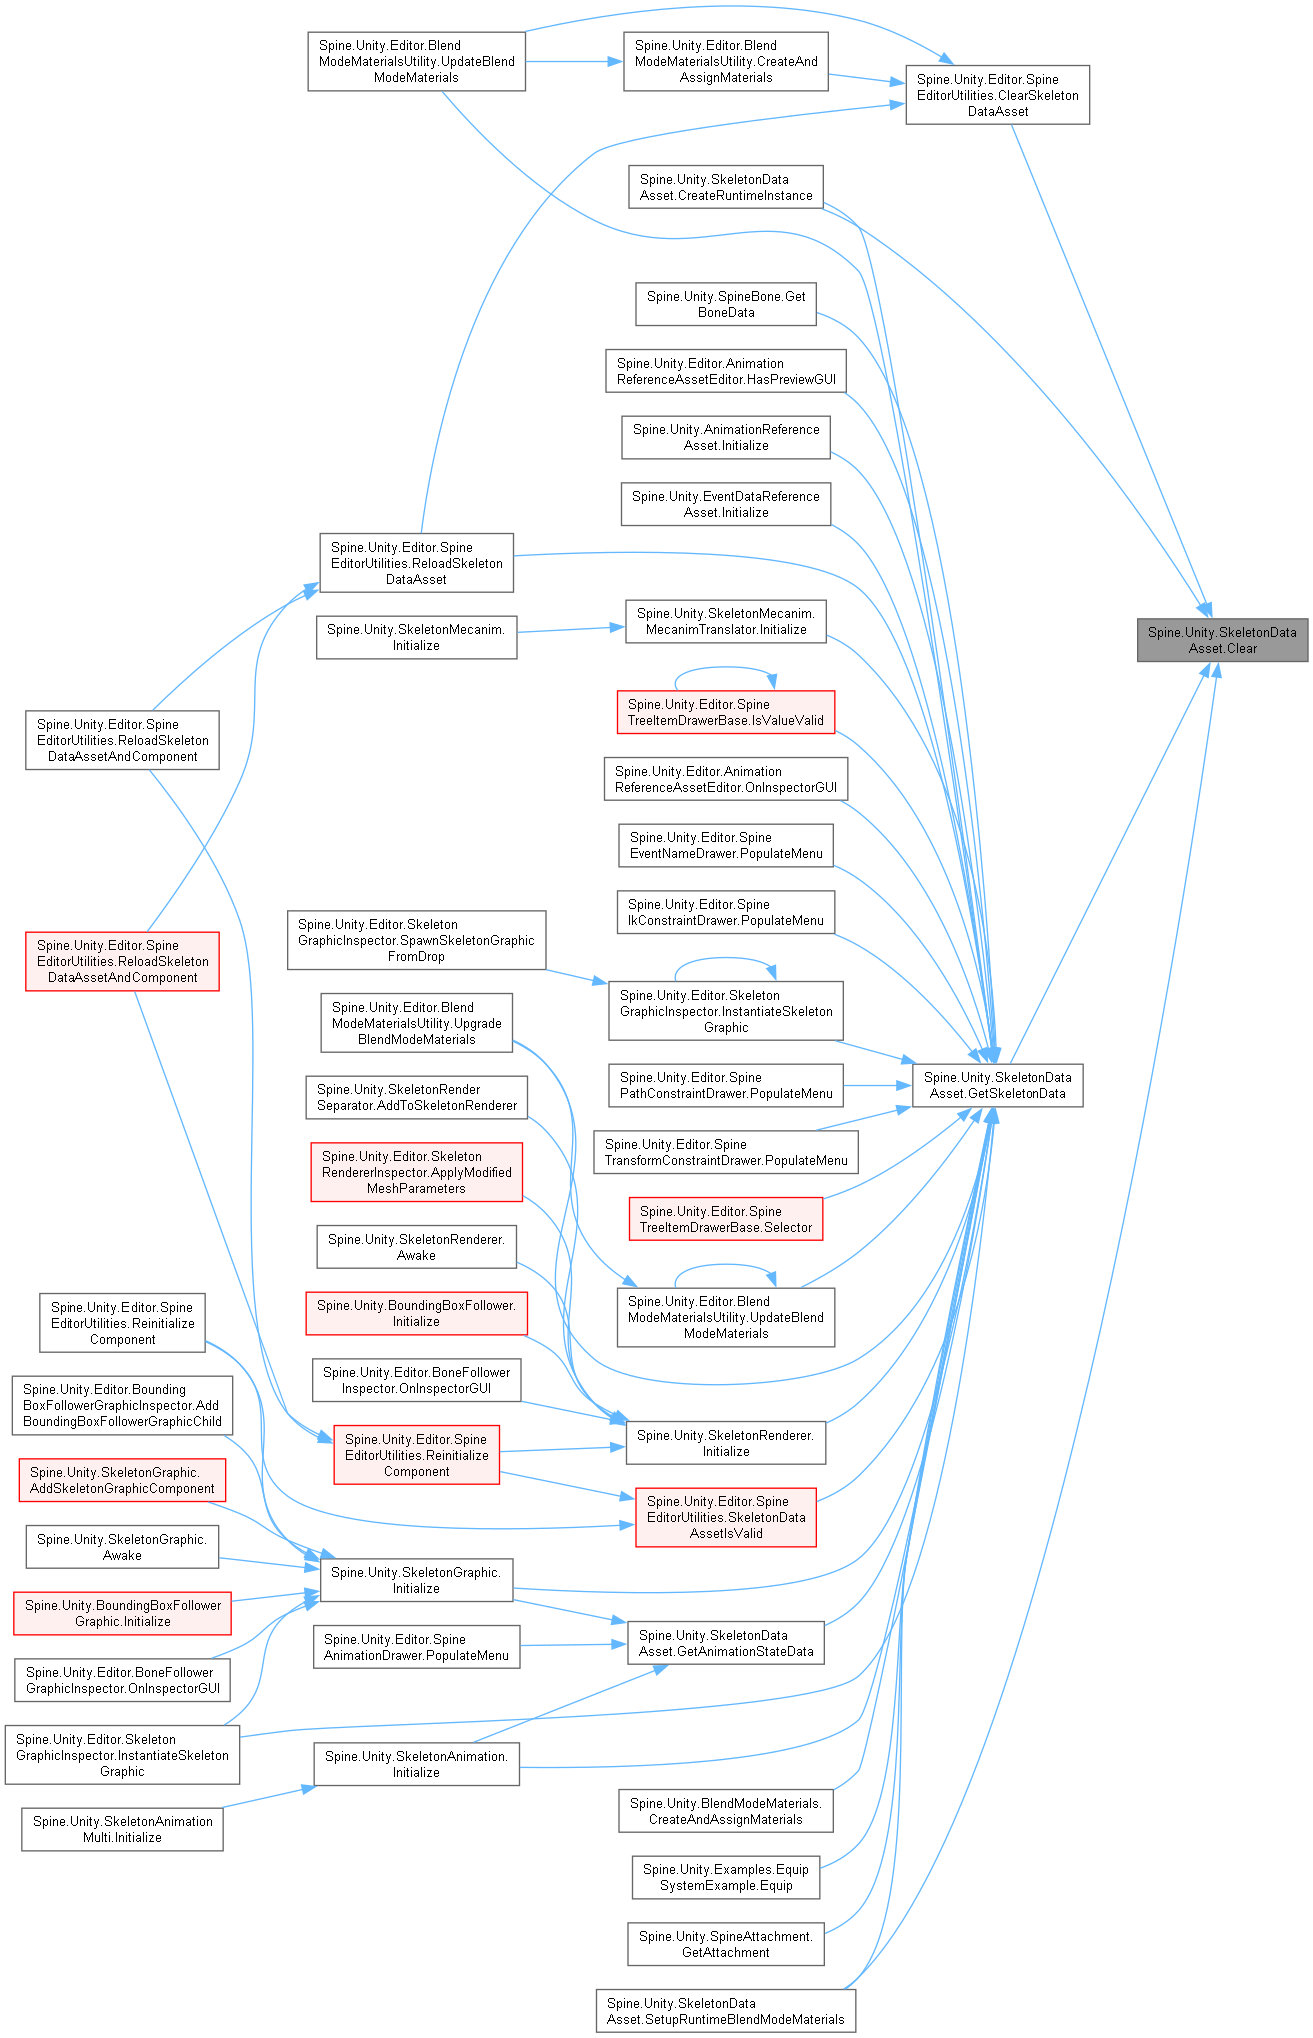 Spine.Unity.Editor.Blend
ModeMaterialsUtility.UpdateBlend
ModeMaterials
Spine.Unity.Editor.Blend
ModeMaterialsUtility.CreateAnd
AssignMaterials
Spine.Unity.Editor.Spine
EditorUtilities.ClearSkeleton
DataAsset
Spine.Unity.SkeletonData
Asset.CreateRuntimeInstance
Spine.Unity.SpineBone.Get
BoneData
Spine.Unity.Editor.Animation
ReferenceAssetEditor.HasPreviewGUI
Spine.Unity.AnimationReference
Asset.Initialize
Spine.Unity.EventDataReference
Asset.Initialize
Spine.Unity.Editor.Spine
EditorUtilities.ReloadSkeleton
DataAsset
Spine.Unity.SkeletonMecanim.
MecanimTranslator.Initialize
Spine.Unity.SkeletonMecanim.
Initialize
Spine.Unity.SkeletonData
Asset.Clear
Spine.Unity.Editor.Spine
TreeItemDrawerBase.IsValueValid
Spine.Unity.Editor.Spine
EditorUtilities.ReloadSkeleton
DataAssetAndComponent
Spine.Unity.Editor.Animation
ReferenceAssetEditor.OnInspectorGUI
Spine.Unity.Editor.Spine
EventNameDrawer.PopulateMenu
Spine.Unity.Editor.Spine
IkConstraintDrawer.PopulateMenu
Spine.Unity.Editor.Skeleton
GraphicInspector.SpawnSkeletonGraphic
FromDrop
Spine.Unity.Editor.Spine
EditorUtilities.ReloadSkeleton
DataAssetAndComponent
Spine.Unity.Editor.Skeleton
GraphicInspector.InstantiateSkeleton
Graphic
Spine.Unity.Editor.Blend
ModeMaterialsUtility.Upgrade
BlendModeMaterials
Spine.Unity.SkeletonData
Asset.GetSkeletonData
Spine.Unity.Editor.Spine
PathConstraintDrawer.PopulateMenu
Spine.Unity.SkeletonRender
Separator.AddToSkeletonRenderer
Spine.Unity.Editor.Spine
TransformConstraintDrawer.PopulateMenu
Spine.Unity.Editor.Skeleton
RendererInspector.ApplyModified
MeshParameters
Spine.Unity.Editor.Spine
TreeItemDrawerBase.Selector
Spine.Unity.SkeletonRenderer.
Awake
Spine.Unity.Editor.Blend
ModeMaterialsUtility.UpdateBlend
ModeMaterials
Spine.Unity.BoundingBoxFollower.
Initialize
Spine.Unity.Editor.Spine
EditorUtilities.Reinitialize
Component
Spine.Unity.Editor.BoneFollower
Inspector.OnInspectorGUI
Spine.Unity.Editor.Bounding
BoxFollowerGraphicInspector.Add
BoundingBoxFollowerGraphicChild
Spine.Unity.SkeletonRenderer.
Initialize
Spine.Unity.Editor.Spine
EditorUtilities.Reinitialize
Component
Spine.Unity.SkeletonGraphic.
AddSkeletonGraphicComponent
Spine.Unity.Editor.Spine
EditorUtilities.SkeletonData
AssetIsValid
Spine.Unity.SkeletonGraphic.
Awake
Spine.Unity.SkeletonGraphic.
Initialize
Spine.Unity.BoundingBoxFollower
Graphic.Initialize
Spine.Unity.SkeletonData
Asset.GetAnimationStateData
Spine.Unity.Editor.Spine
AnimationDrawer.PopulateMenu
Spine.Unity.Editor.BoneFollower
GraphicInspector.OnInspectorGUI
Spine.Unity.Editor.Skeleton
GraphicInspector.InstantiateSkeleton
Graphic
Spine.Unity.SkeletonAnimation.
Initialize
Spine.Unity.BlendModeMaterials.
CreateAndAssignMaterials
Spine.Unity.SkeletonAnimation
Multi.Initialize
Spine.Unity.Examples.Equip
SystemExample.Equip
Spine.Unity.SpineAttachment.
GetAttachment
Spine.Unity.SkeletonData
Asset.SetupRuntimeBlendModeMaterials